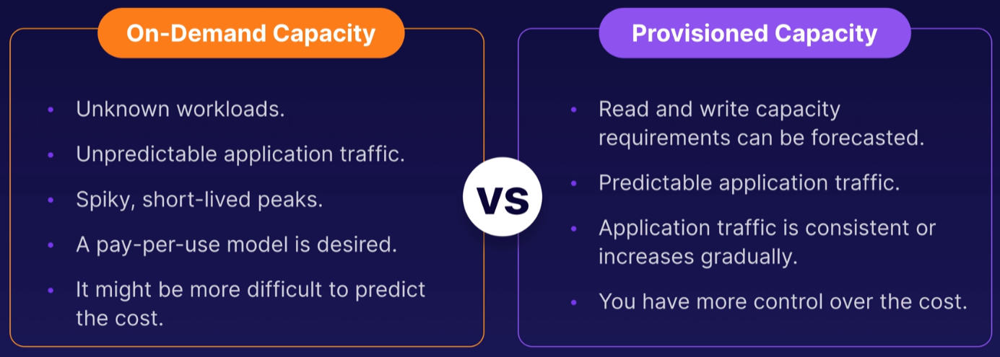 On-Demand Capacity
• Unknown workloads.
• Unpredictable application traffic.
• Spiky, short-lived peaks.
• A pay-per-use model is desired.
• It might be more difficult to predict
the cost.
vs
Provisioned Capacity
• Read and write capacity
requirements can be forecasted.
• Predictable application traffic.
• Application traffic is consistent or
increases gradually.
• You have more control over the cost.